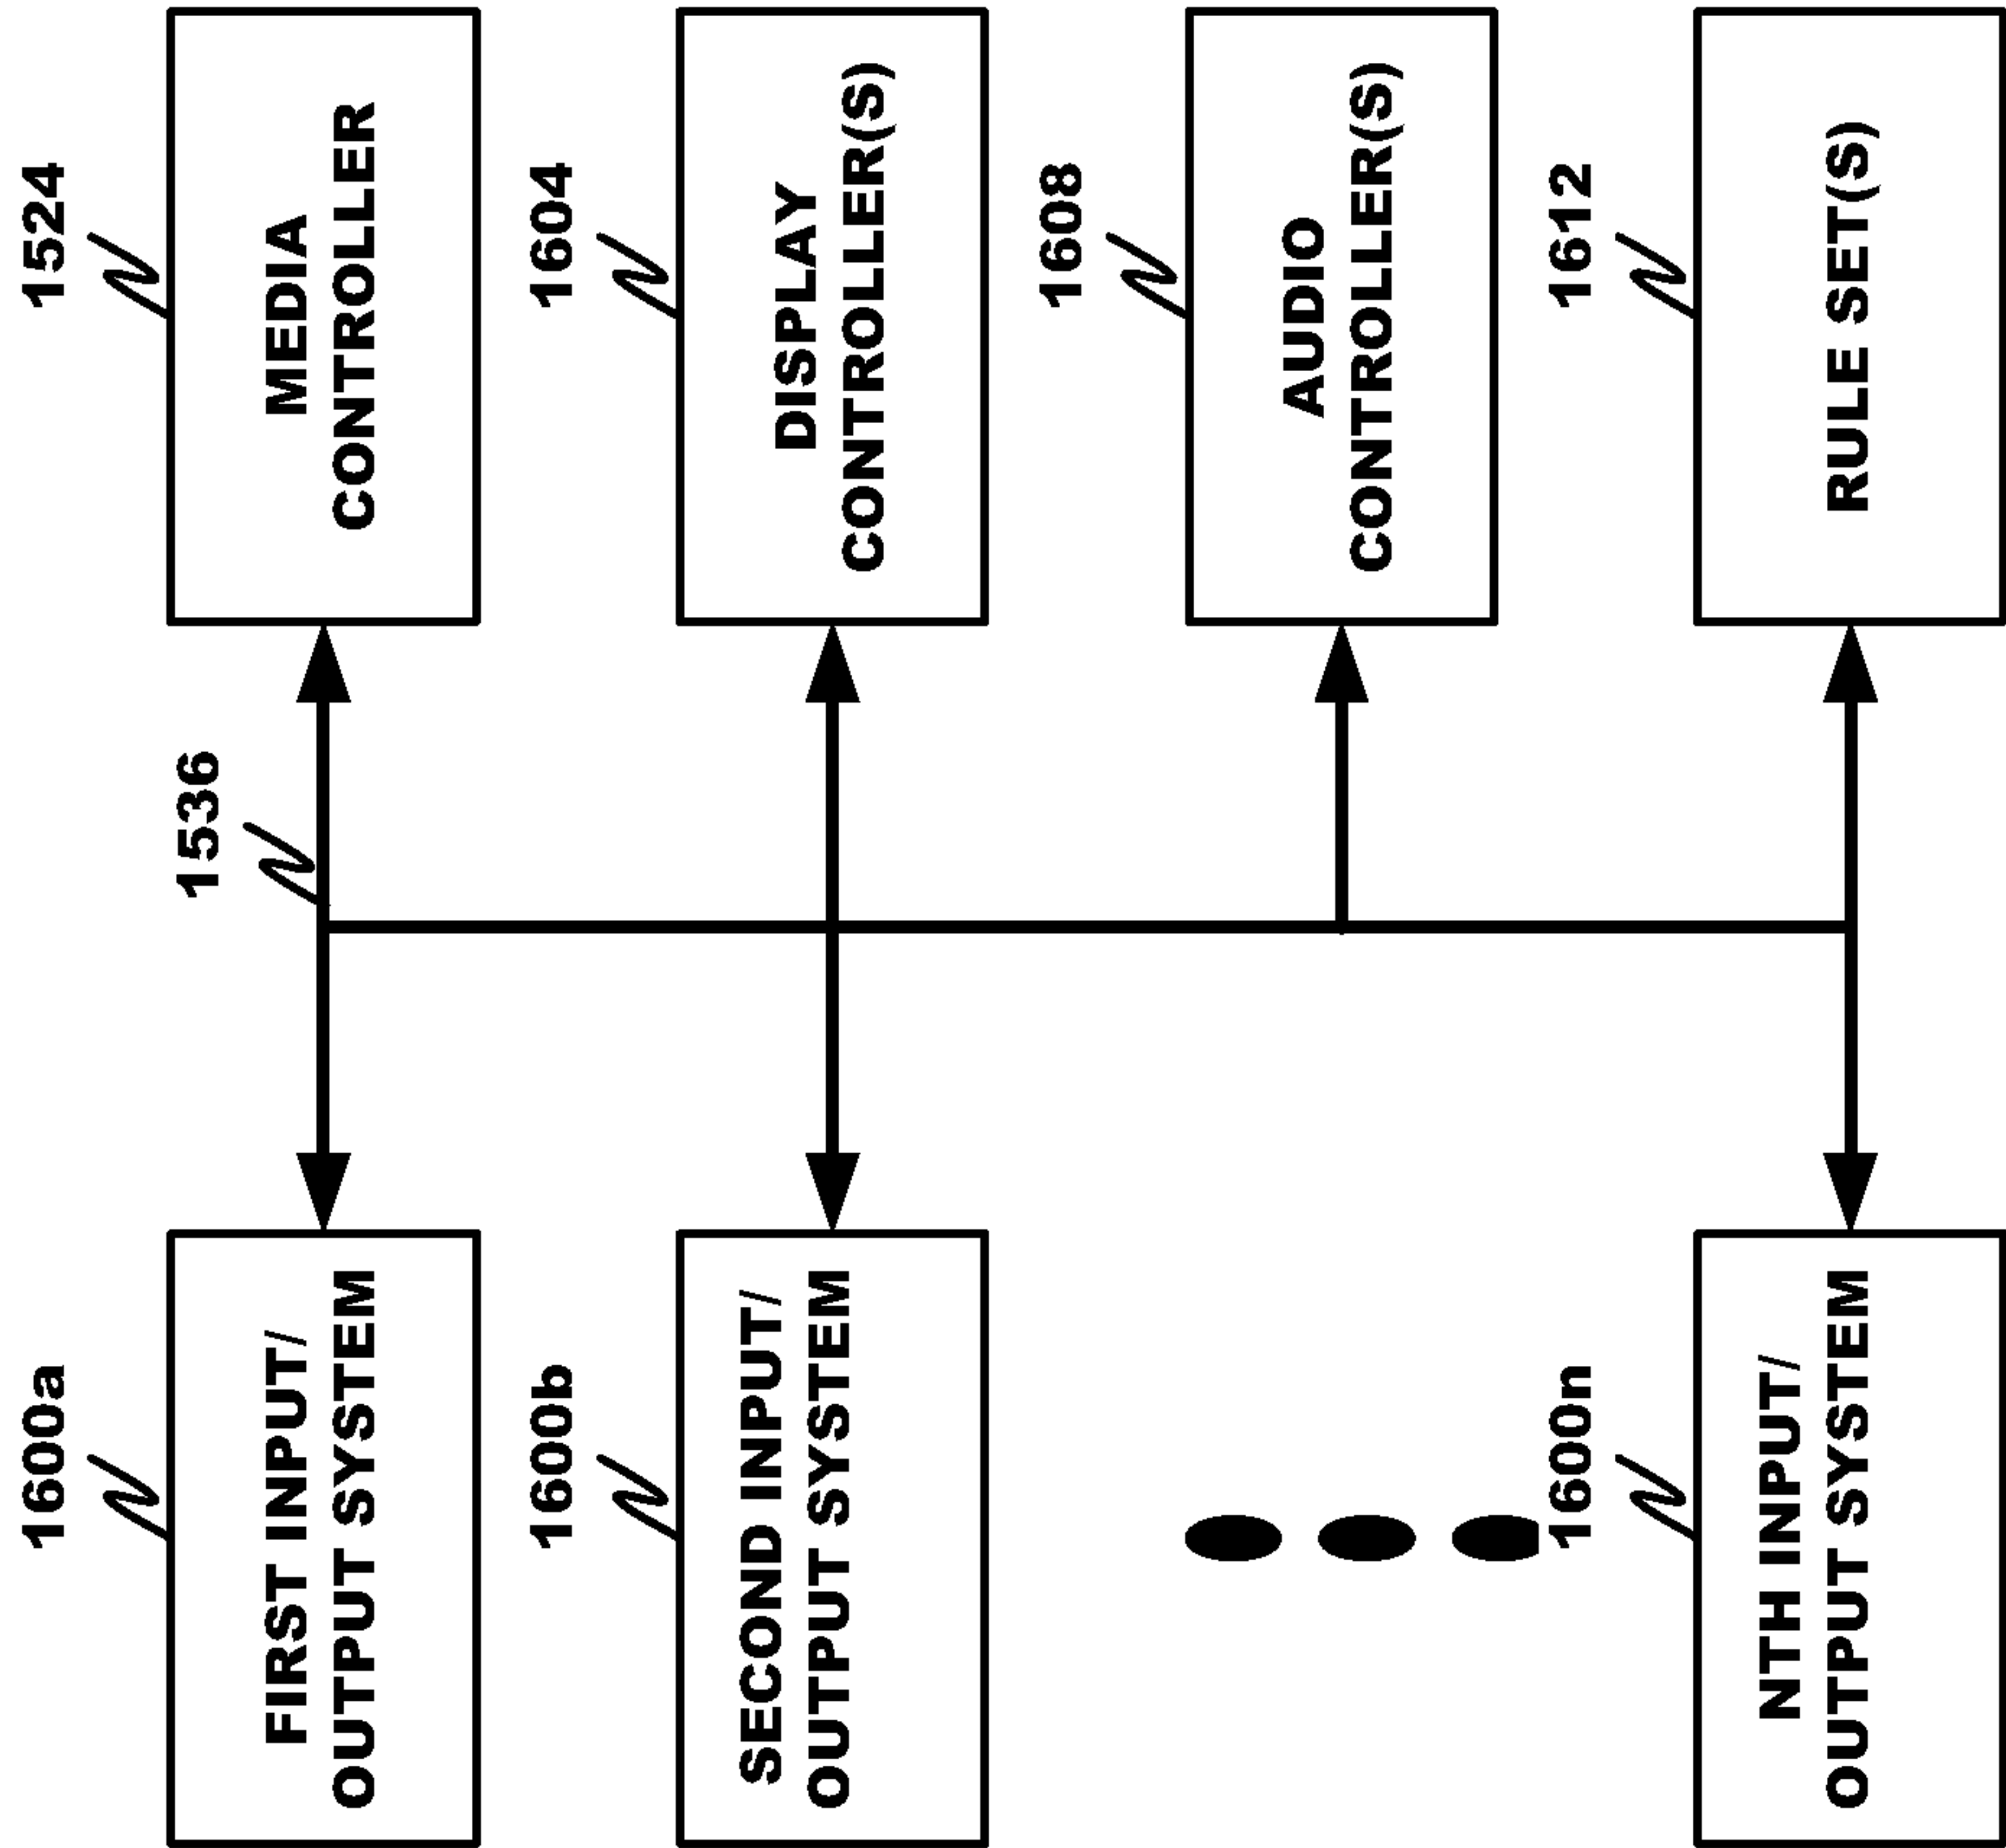 1600a
FIRST INPUT/
OUTPUT SYSTEM
1536
1524
MEDIA
CONTROLLER
1600b
SECOND INPUT/
OUTPUT SYSTEM
1604
DISPLAY
CONTROLLER(S)
1608
AUDIO
CONTROLLER(S)
1600n
NTH INPUT/
OUTPUT SYSTEM
1612
RULE SET(S)